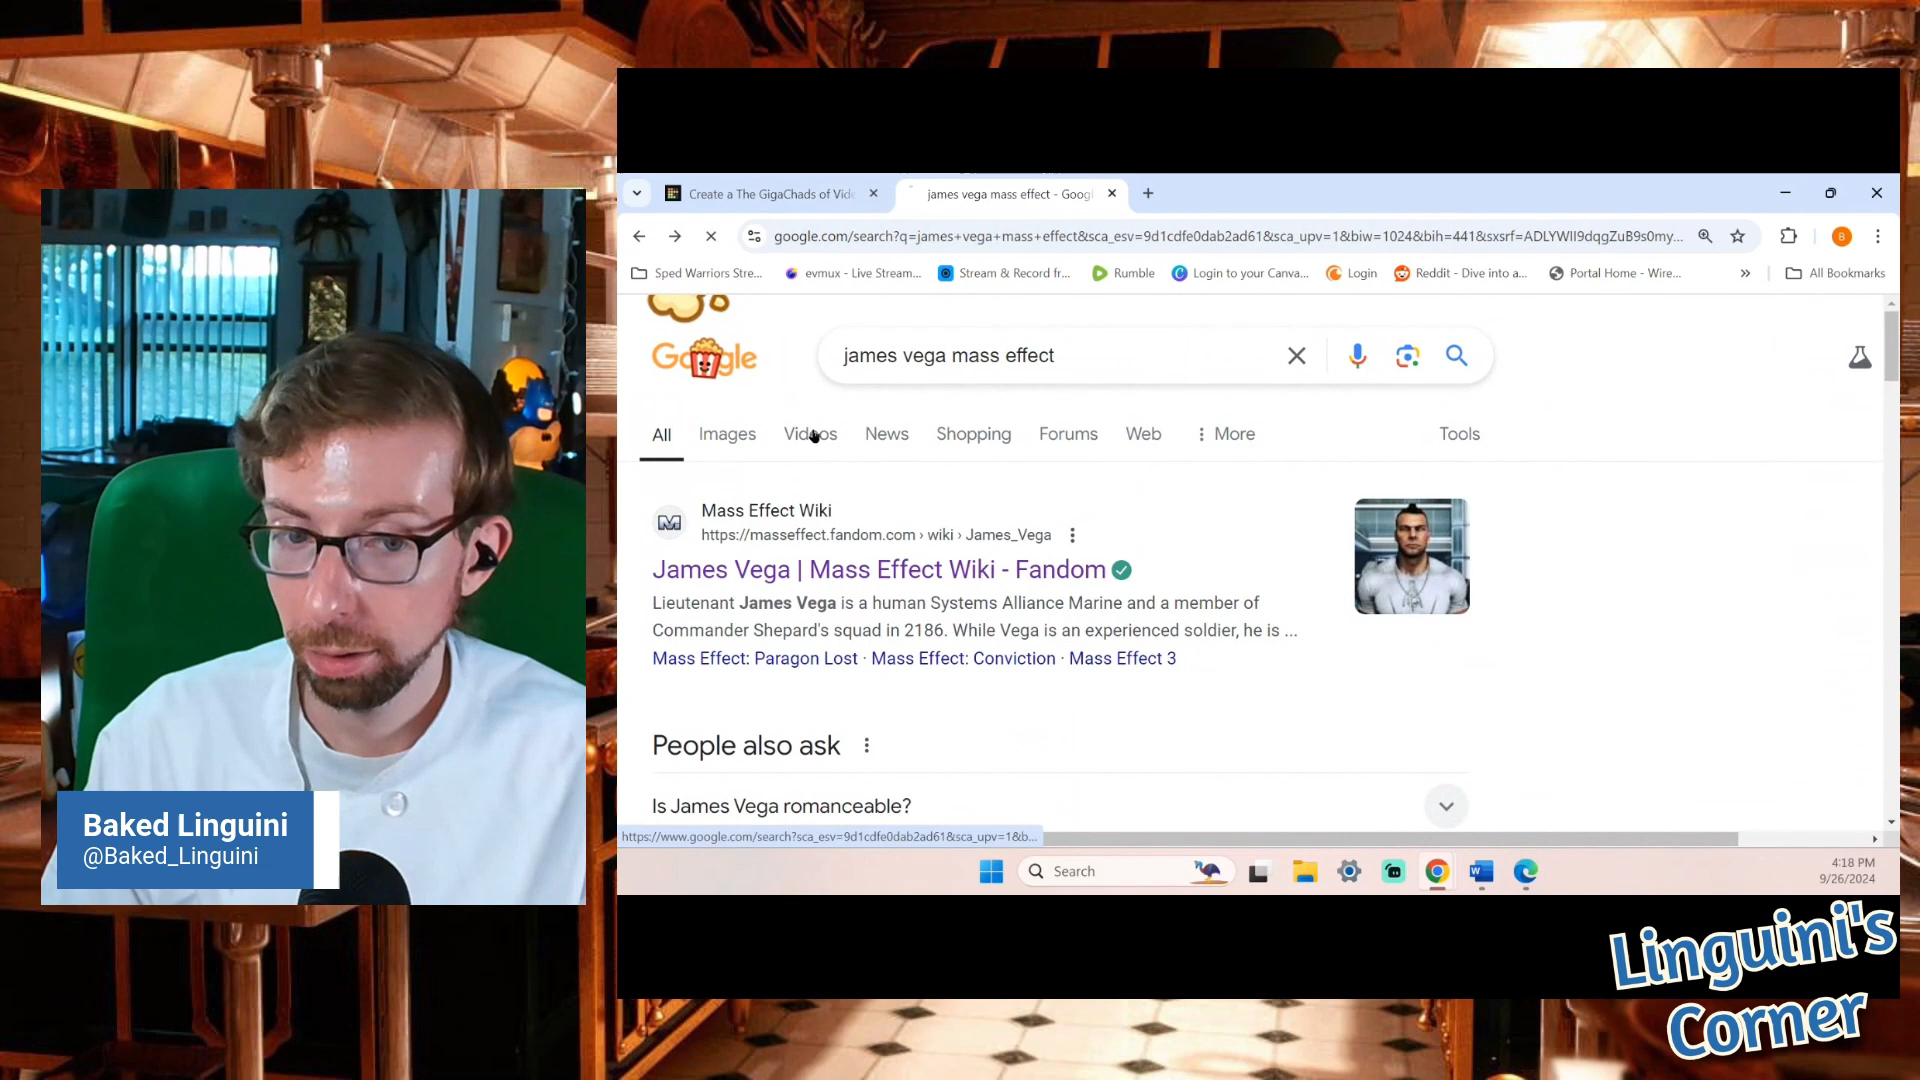 Create a The GigaChads of Vid
james vega mass effect - Googl
google.com/search?q=james+vega+mass+effect&sca_esv=9d1cdfe0dab2ad61&sca_upv=1&biw=1024&bih=441&sxsrf=ADLYWII9dqgZuB9s0my...
B
Sped Warriors Stre...
evmux - Live Stream...
Stream & Record fr...
Rumble
Login to your Canva...
Login
Reddit - Dive into a...
Portal Home - Wire...
»
All Bookmarks
Google
james vega mass effect
All
Images
Videos
News
Shopping
Forums
Web
More
Tools
Mass Effect Wiki
https://masseffect.fandom.com › wiki › James_Vega
James Vega | Mass Effect Wiki - Fandom
Lieutenant James Vega is a human Systems Alliance Marine and a member of
Commander Shepard's squad in 2186. While Vega is an experienced soldier, he is ...
Mass Effect: Paragon Lost · Mass Effect: Conviction · Mass Effect 3
People also ask
Is James Vega romanceable?
https://www.google.com/search?sca_esv=9d1cdfe0dab2ad61&sca_upv=1&b...
Search
4:18 PM
9/26/2024
Baked Linguini
@Baked_Linguini
Linguini's
Corner